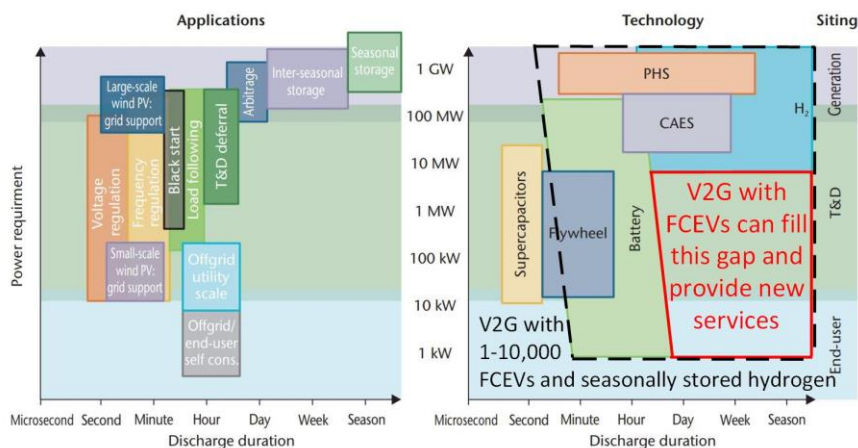 Applications
Technology
Siting
Power requirment
1 GW
100 MW
10 MW
1 MW
100 kW
10 kW
1 kW
Seasonal
storage
Inter-seasonal
storage
Arbitrage
Large-scale
wind PV:
grid support
Black start
Load following
T&D deferral
Voltage
regulation
Frequency
regulation
Small-scale
wind PV:
grid support
Offgrid
utility
scale
Offgrid/
end-user
self cons.
Microsecond
Second
Minute
Hour
Day
Week
Season
Discharge duration
PHS
H2
CAES
Supercapacitors
Flywheel
Battery
V2G with
FCEVs can fill
this gap and
provide new
services
V2G with
1-10,000
FCEVs and seasonally stored hydrogen
Generation
T&D
End-user
Microsecond
Second
Minute
Hour
Day
Week
Season
Discharge duration